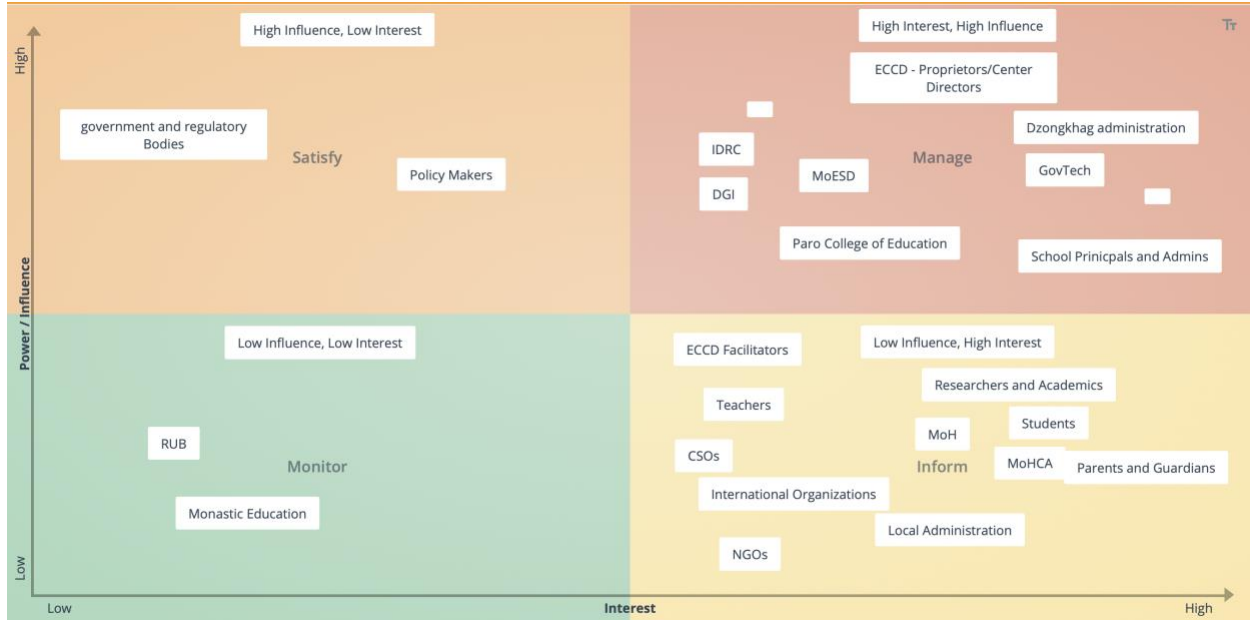 High Influence, Low Interest
High Interest, High Influence
Tт
High
ECCD - Proprietors/Center
Directors
government and regulatory
Bodies
Satisfy
Policy Makers
Dzongkhag administration
IDRC
Manage
MoESD
GovTech
DGI
Paro College of Education
School Prinicpals and Admins
Power / Influence
Low Influence, Low Interest
ECCD Facilitators
Low Influence, High Interest
Researchers and Academics
Teachers
Students
RUB
MoH
CSOs
MoHCA
Parents and Guardians
Monitor
Inform
International Organizations
Monastic Education
Local Administration
NGOs
Low
Low
Interest
High